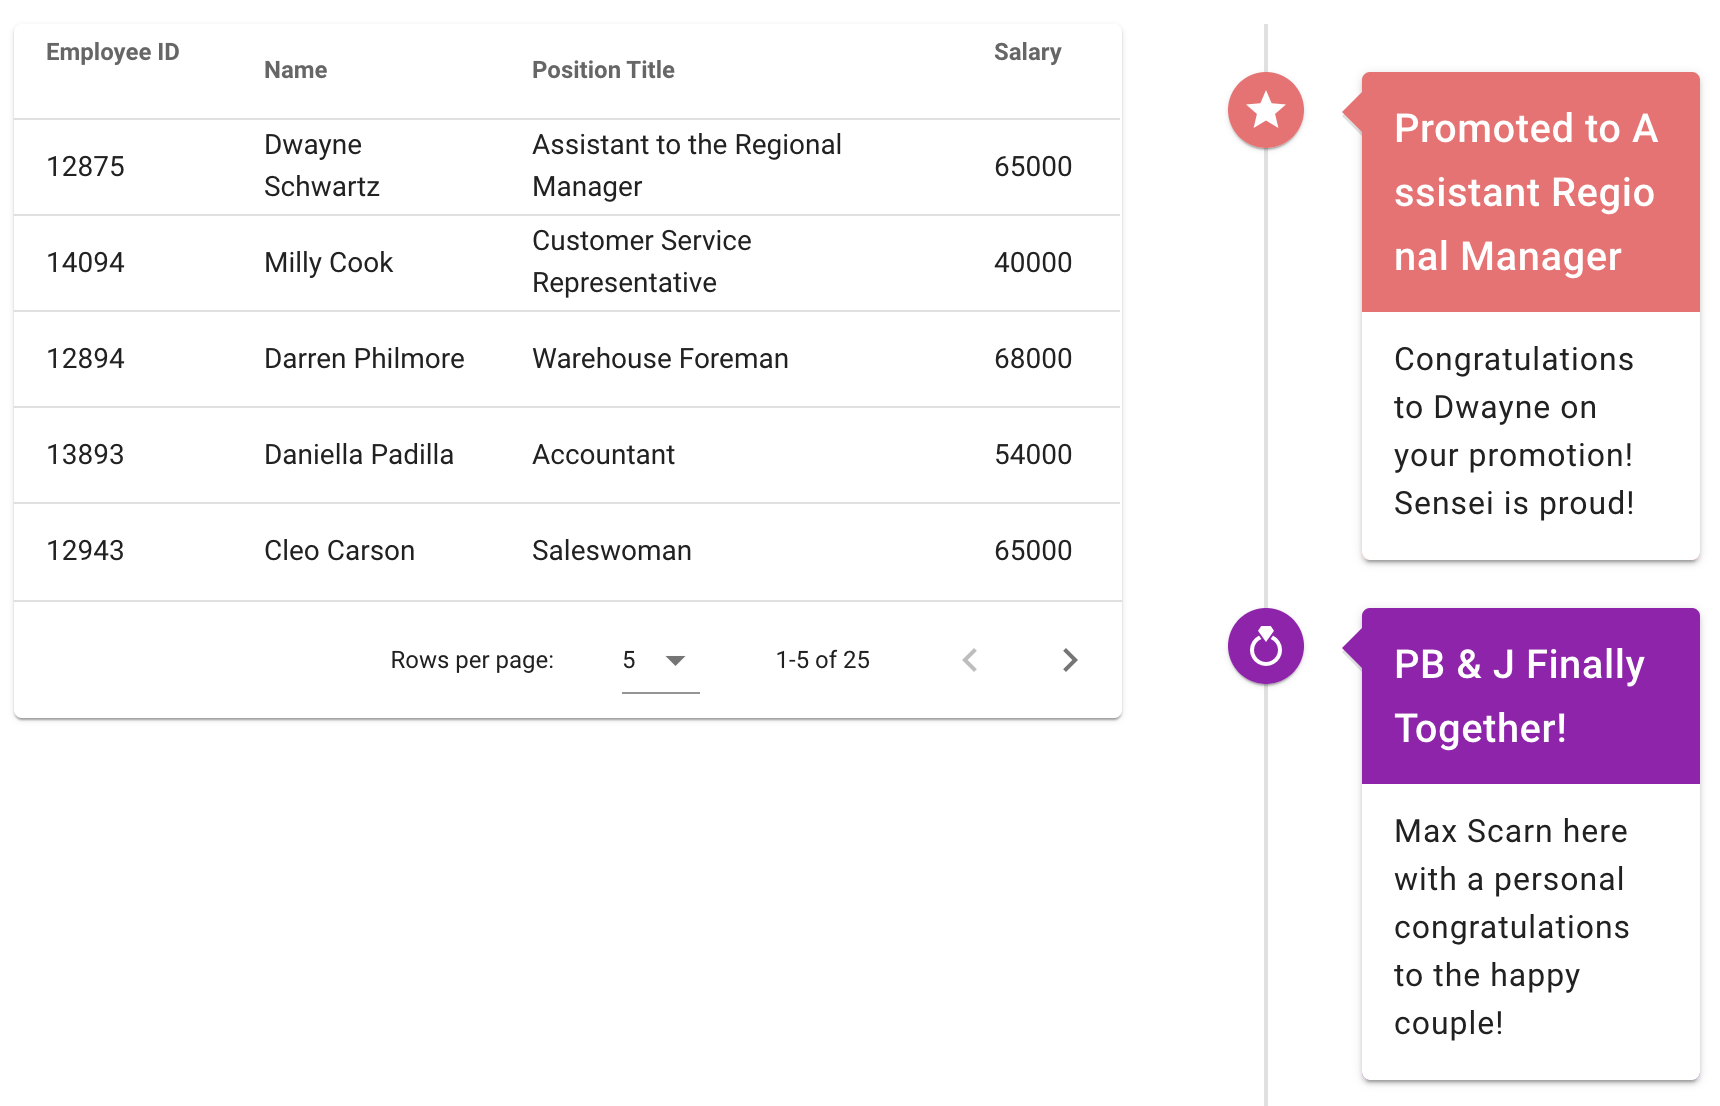 Employee ID
Name
Position Title
Salary
12875
Dwayne
Schwartz
Assistant to the Regional
Manager
65000
14094
Milly Cook
Customer Service
Representative
40000
12894
Darren Philmore
Warehouse Foreman
68000
13893
Daniella Padilla
Accountant
54000
12943
Cleo Carson
Saleswoman
65000
Rows per page:
5
1-5 of 25
Promoted to A
ssistant Regio
nal Manager
Congratulations
to Dwayne on
your promotion!
Sensei is proud!
PB & J Finally
Together!
Max Scarn here
with a personal
congratulations
to the happy
couple!